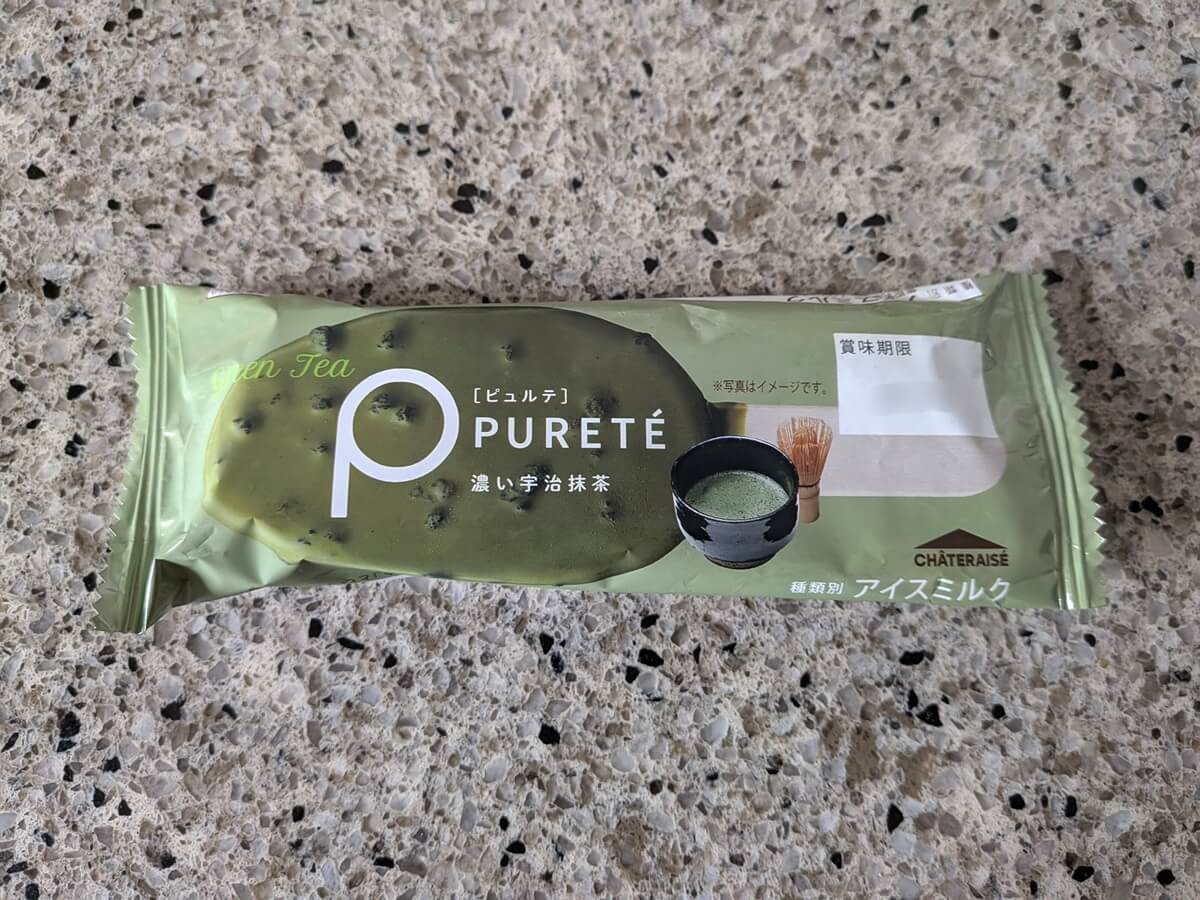 Tea
[ピュルテ]
PURETÉ
濃い宇治抹茶
※写真はイメージです。
賞味期限
CHÂTERAISÉ
種類別 アイスミルク